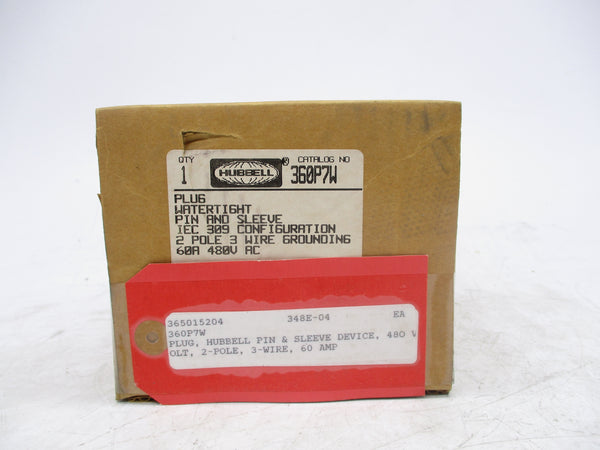 QTY CATALOG NO
1 HUBBELL ® 360P7W
PLUG
WATERTIGHT
PIN AND SLEEVE
IEC 309 CONFIGURATION
2 POLE 3 WIRE GROUNDING
60A 480V AC
365015204 348E-04 EA
360P7W
PLUG, HUBBELL PIN & SLEEVE DEVICE, 480 V
OLT, 2-POLE, 3-WIRE, 60 AMP